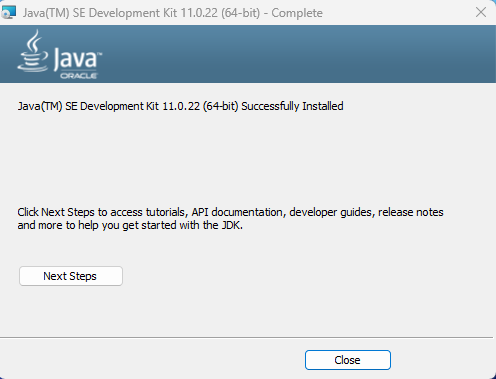 Java(TM) SE Development Kit 11.0.22 (64-bit) - Complete
Java™
ORACLE
Java(TM) SE Development Kit 11.0.22 (64-bit) Successfully Installed
Click Next Steps to access tutorials, API documentation, developer guides, release notes
and more to help you get started with the JDK.
Next Steps
Close